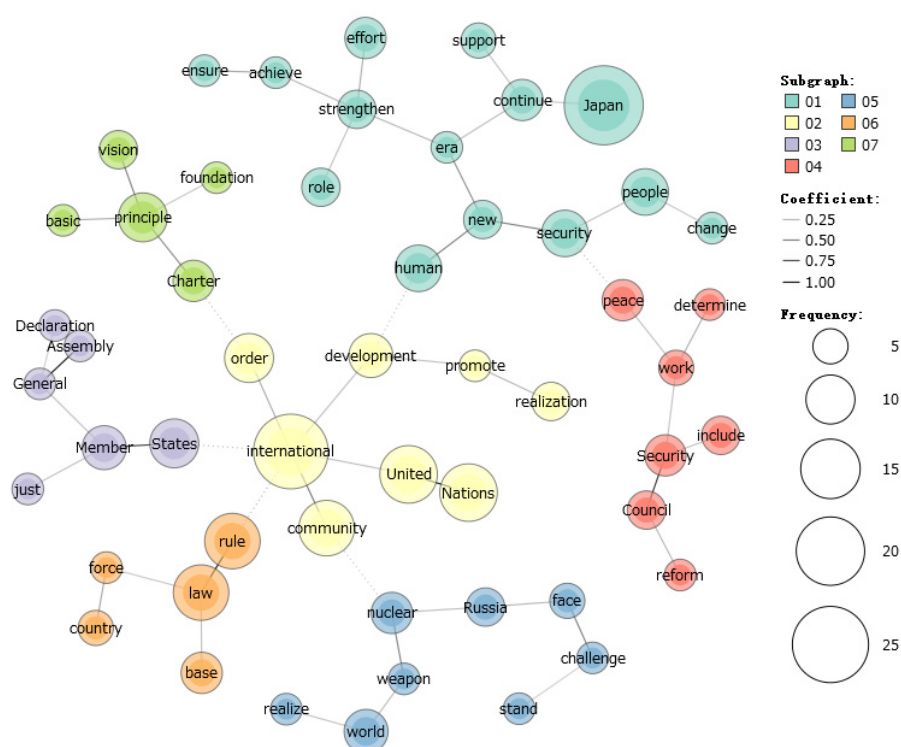 effort
support
ensure
achieve
continue
Japan
strengthen
era
vision
foundation
role
people
basic
principle
new
security
change
Charter
human
peace
determine
Declaration
Assembly
order
development
promote
work
General
realization
include
Member
States
international
Security
United
Nations
just
Council
community
rule
force
law
reform
country
nuclear
Russia
face
base
weapon
challenge
realize
world
stand
Subgraph:
01 05
02 06
03 07
04
Coefficient:
0.25
0.50
0.75
1.00
Frequency:
5
10
15
20
25